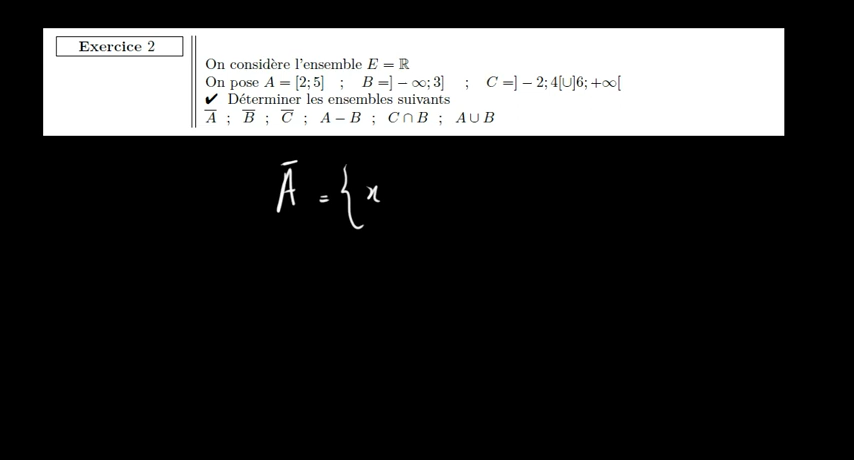 Exercice 2
On considère l'ensemble E = ℝ
On pose A = [2; 5] ; B =] − ∞; 3] ; C =] − 2; 4[∪]6; +∞[
✔ Déterminer les ensembles suivants
A̅ ; B̅ ; C̅ ; A − B ; C ∩ B ; A ∪ B
A̅ = { x